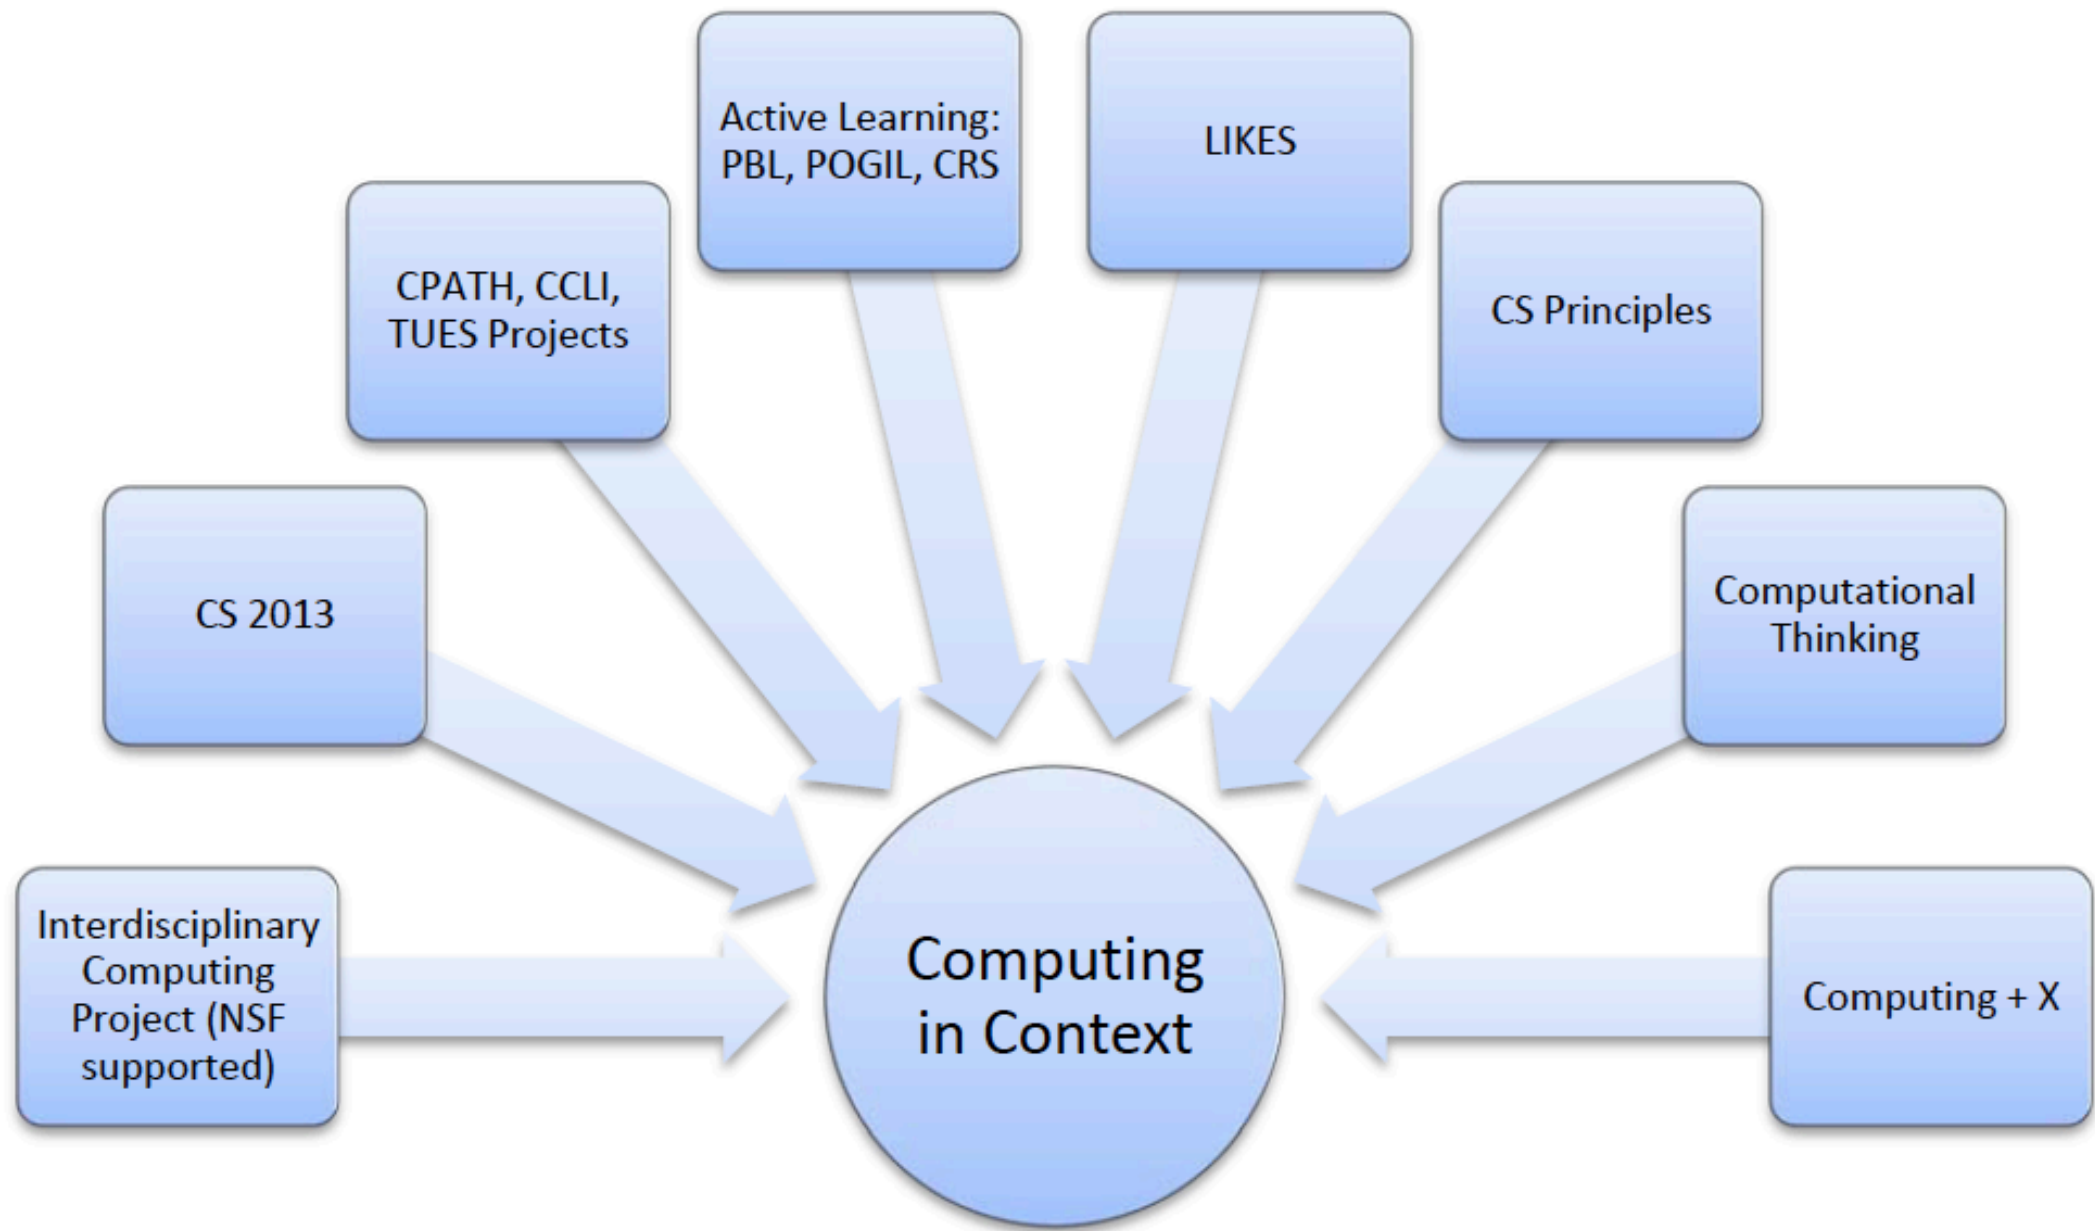 Active Learning:
PBL, POGIL, CRS
LIKES
CPATH, CCLI,
TUES Projects
CS Principles
CS 2013
Computational
Thinking
Interdisciplinary
Computing
Project (NSF
supported)
Computing
in Context
Computing + X